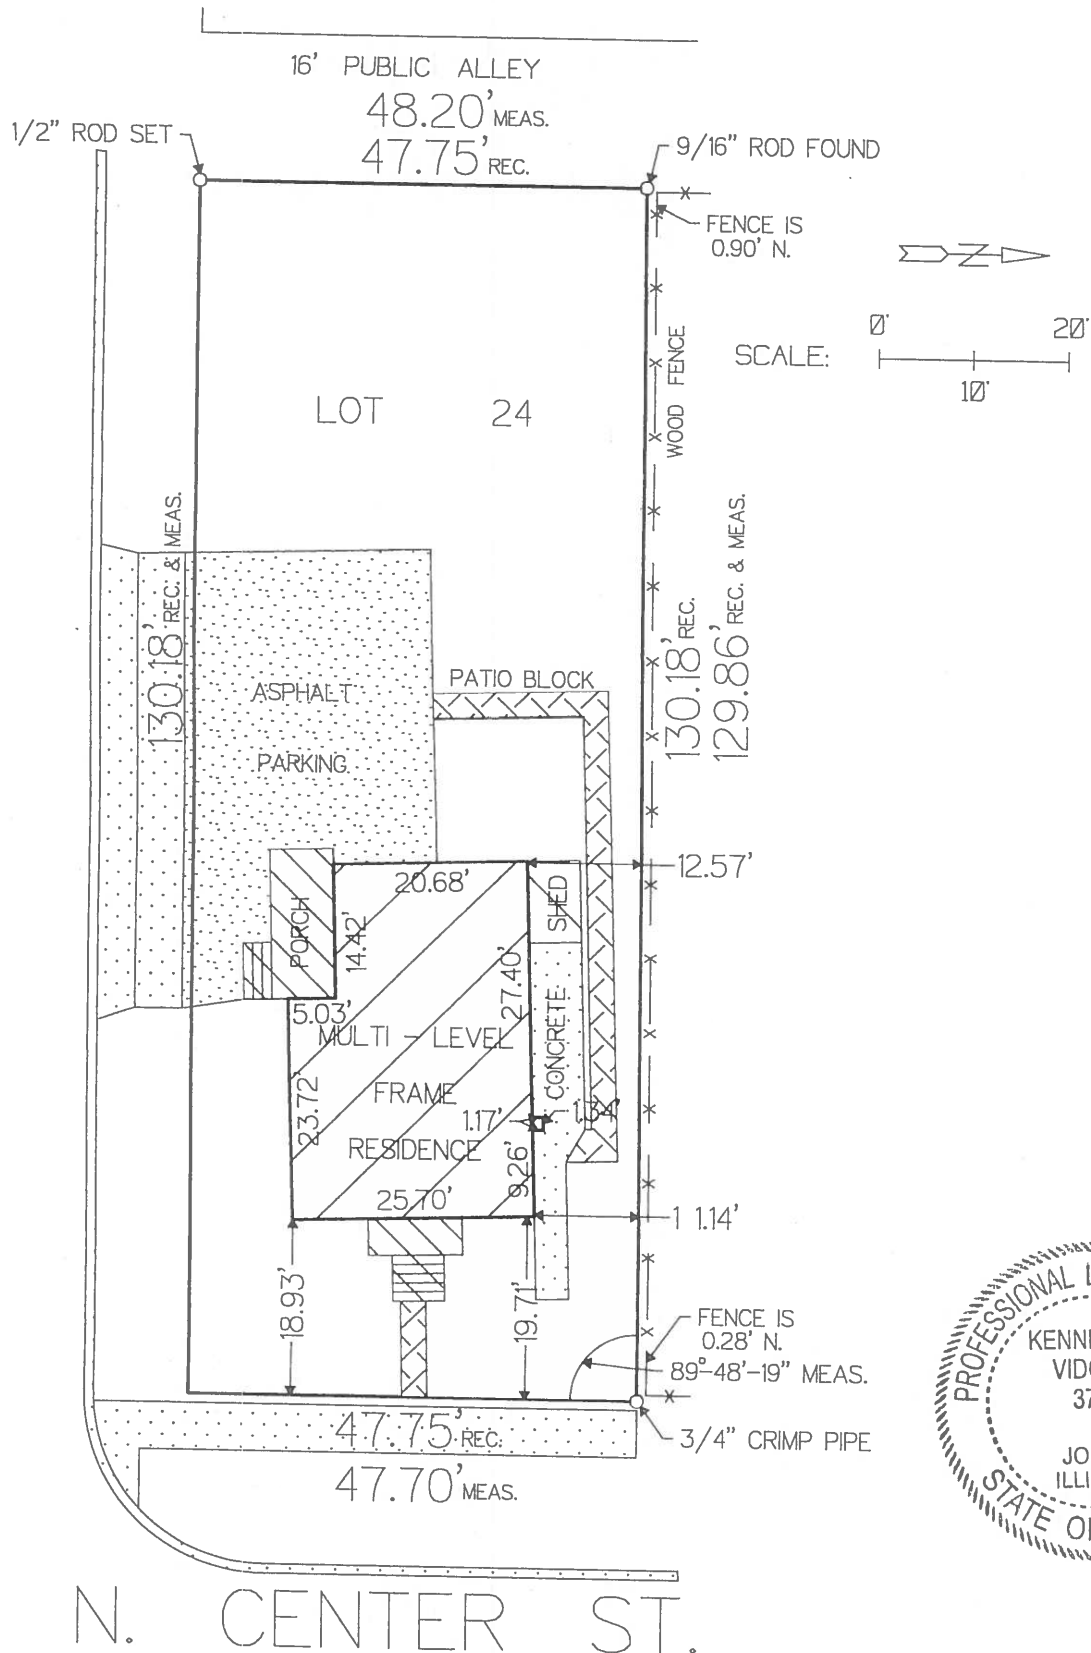 16' PUBLIC ALLEY
48.20' MEAS.
47.75' REC.
1/2" ROD SET
9/16" ROD FOUND
FENCE IS
0.90' N.
N
SCALE:
0'
20'
10'
WOOD FENCE
LOT 24
130.18' REC. & MEAS.
130.18' REC.
129.86' REC. & MEAS.
ASPHALT
PARKING
PATIO BLOCK
12.57'
20.68'
SHED
PORCH
14.42'
27.40'
5.03'
MULTI - LEVEL
FRAME
RESIDENCE
CONCRETE
23.72'
1.17'
1.34'
9.26'
25.70'
11.14'
18.93'
19.71'
FENCE IS
0.28' N.
89°-48'-19" MEAS.
3/4" CRIMP PIPE
47.75' REC.
47.70' MEAS.
PROFESSIONAL L
KENN
VID
37
JO
ILLI
STATE O
N. CENTER ST.